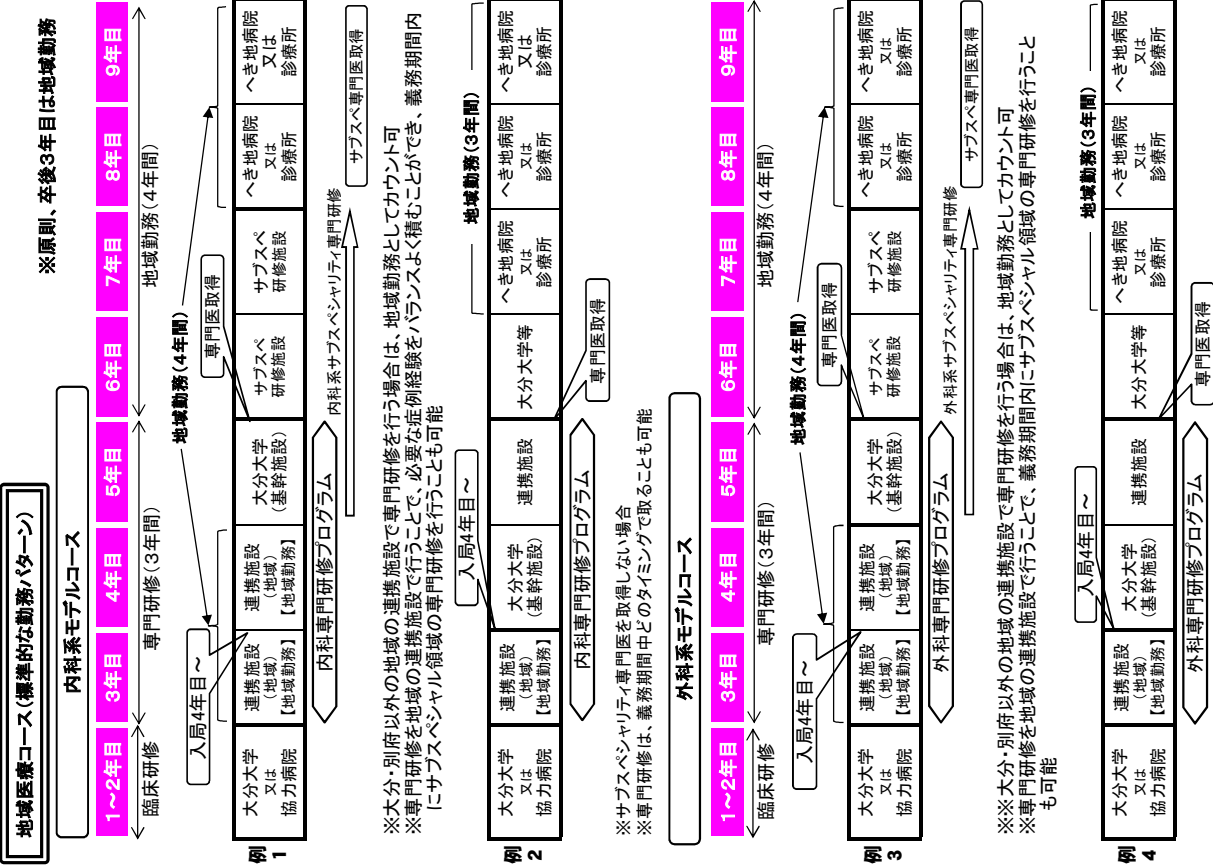 地域医療コース(標準的な勤務パターン)
※原則、卒後3年目は地域勤務
内科系モデルコース
1～2年目
3年目
4年目
5年目
6年目
7年目
8年目
9年目
臨床研修
専門研修(3年間)
地域勤務(4年間)
入局4年目～
地域勤務(4年間)
専門医取得
例1
大分大学
又は
協力病院
連携施設
(地域)
【地域勤務】
連携施設
(地域)
【地域勤務】
大分大学
(基幹施設)
サブスペ
研修施設
サブスペ
研修施設
へき地病院
又は
診療所
へき地病院
又は
診療所
内科専門研修プログラム
内科系サブスペシャリティ専門研修
サブスペ専門医取得
※大分・別府以外の地域の連携施設で専門研修を行う場合は、地域勤務としてカウント可
※専門研修を地域の連携施設で行うことで、必要な症例経験をバランスよく積むことができ、義務期間内
にサブスペシャル領域の専門研修を行うことも可能
入局4年目～
地域勤務(3年間)
例2
大分大学
又は
協力病院
連携施設
(地域)
【地域勤務】
大分大学
(基幹施設)
連携施設
大分大学等
へき地病院
又は
診療所
へき地病院
又は
診療所
へき地病院
又は
診療所
内科専門研修プログラム
専門医取得
※サブスペシャリティ専門医を取得しない場合
※専門研修は、義務期間中どのタイミングで取ることも可能
外科系モデルコース
1～2年目
3年目
4年目
5年目
6年目
7年目
8年目
9年目
臨床研修
専門研修(3年間)
地域勤務(4年間)
入局4年目～
地域勤務(4年間)
専門医取得
例3
大分大学
又は
協力病院
連携施設
(地域)
【地域勤務】
連携施設
(地域)
【地域勤務】
大分大学
(基幹施設)
サブスペ
研修施設
サブスペ
研修施設
へき地病院
又は
診療所
へき地病院
又は
診療所
外科専門研修プログラム
外科系サブスペシャリティ専門研修
サブスペ専門医取得
※※大分・別府以外の地域の連携施設で専門研修を行う場合は、地域勤務としてカウント可
※専門研修を地域の連携施設で行うことで、義務期間内にサブスペシャル領域の専門研修を行うこと
も可能
入局4年目～
地域勤務(3年間)
例4
大分大学
又は
協力病院
連携施設
(地域)
【地域勤務】
大分大学
(基幹施設)
連携施設
大分大学等
へき地病院
又は
診療所
へき地病院
又は
診療所
へき地病院
又は
診療所
外科専門研修プログラム
専門医取得